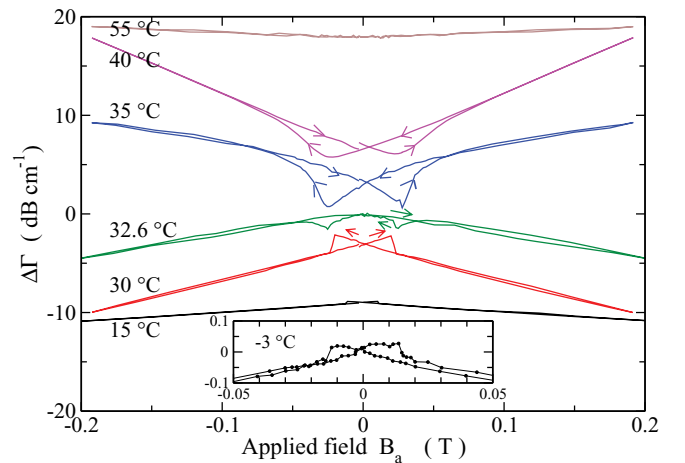 20
55 °C
40 °C
10
35 °C
0
32.6 °C
30 °C
-10
15 °C
0.1
-3 °C
0
-0.1
-0.05
0
0.05
-20
-0.2
-0.1
0
0.1
0.2
ΔΓ ( dB cm⁻¹ )
Applied field Bₐ ( T )